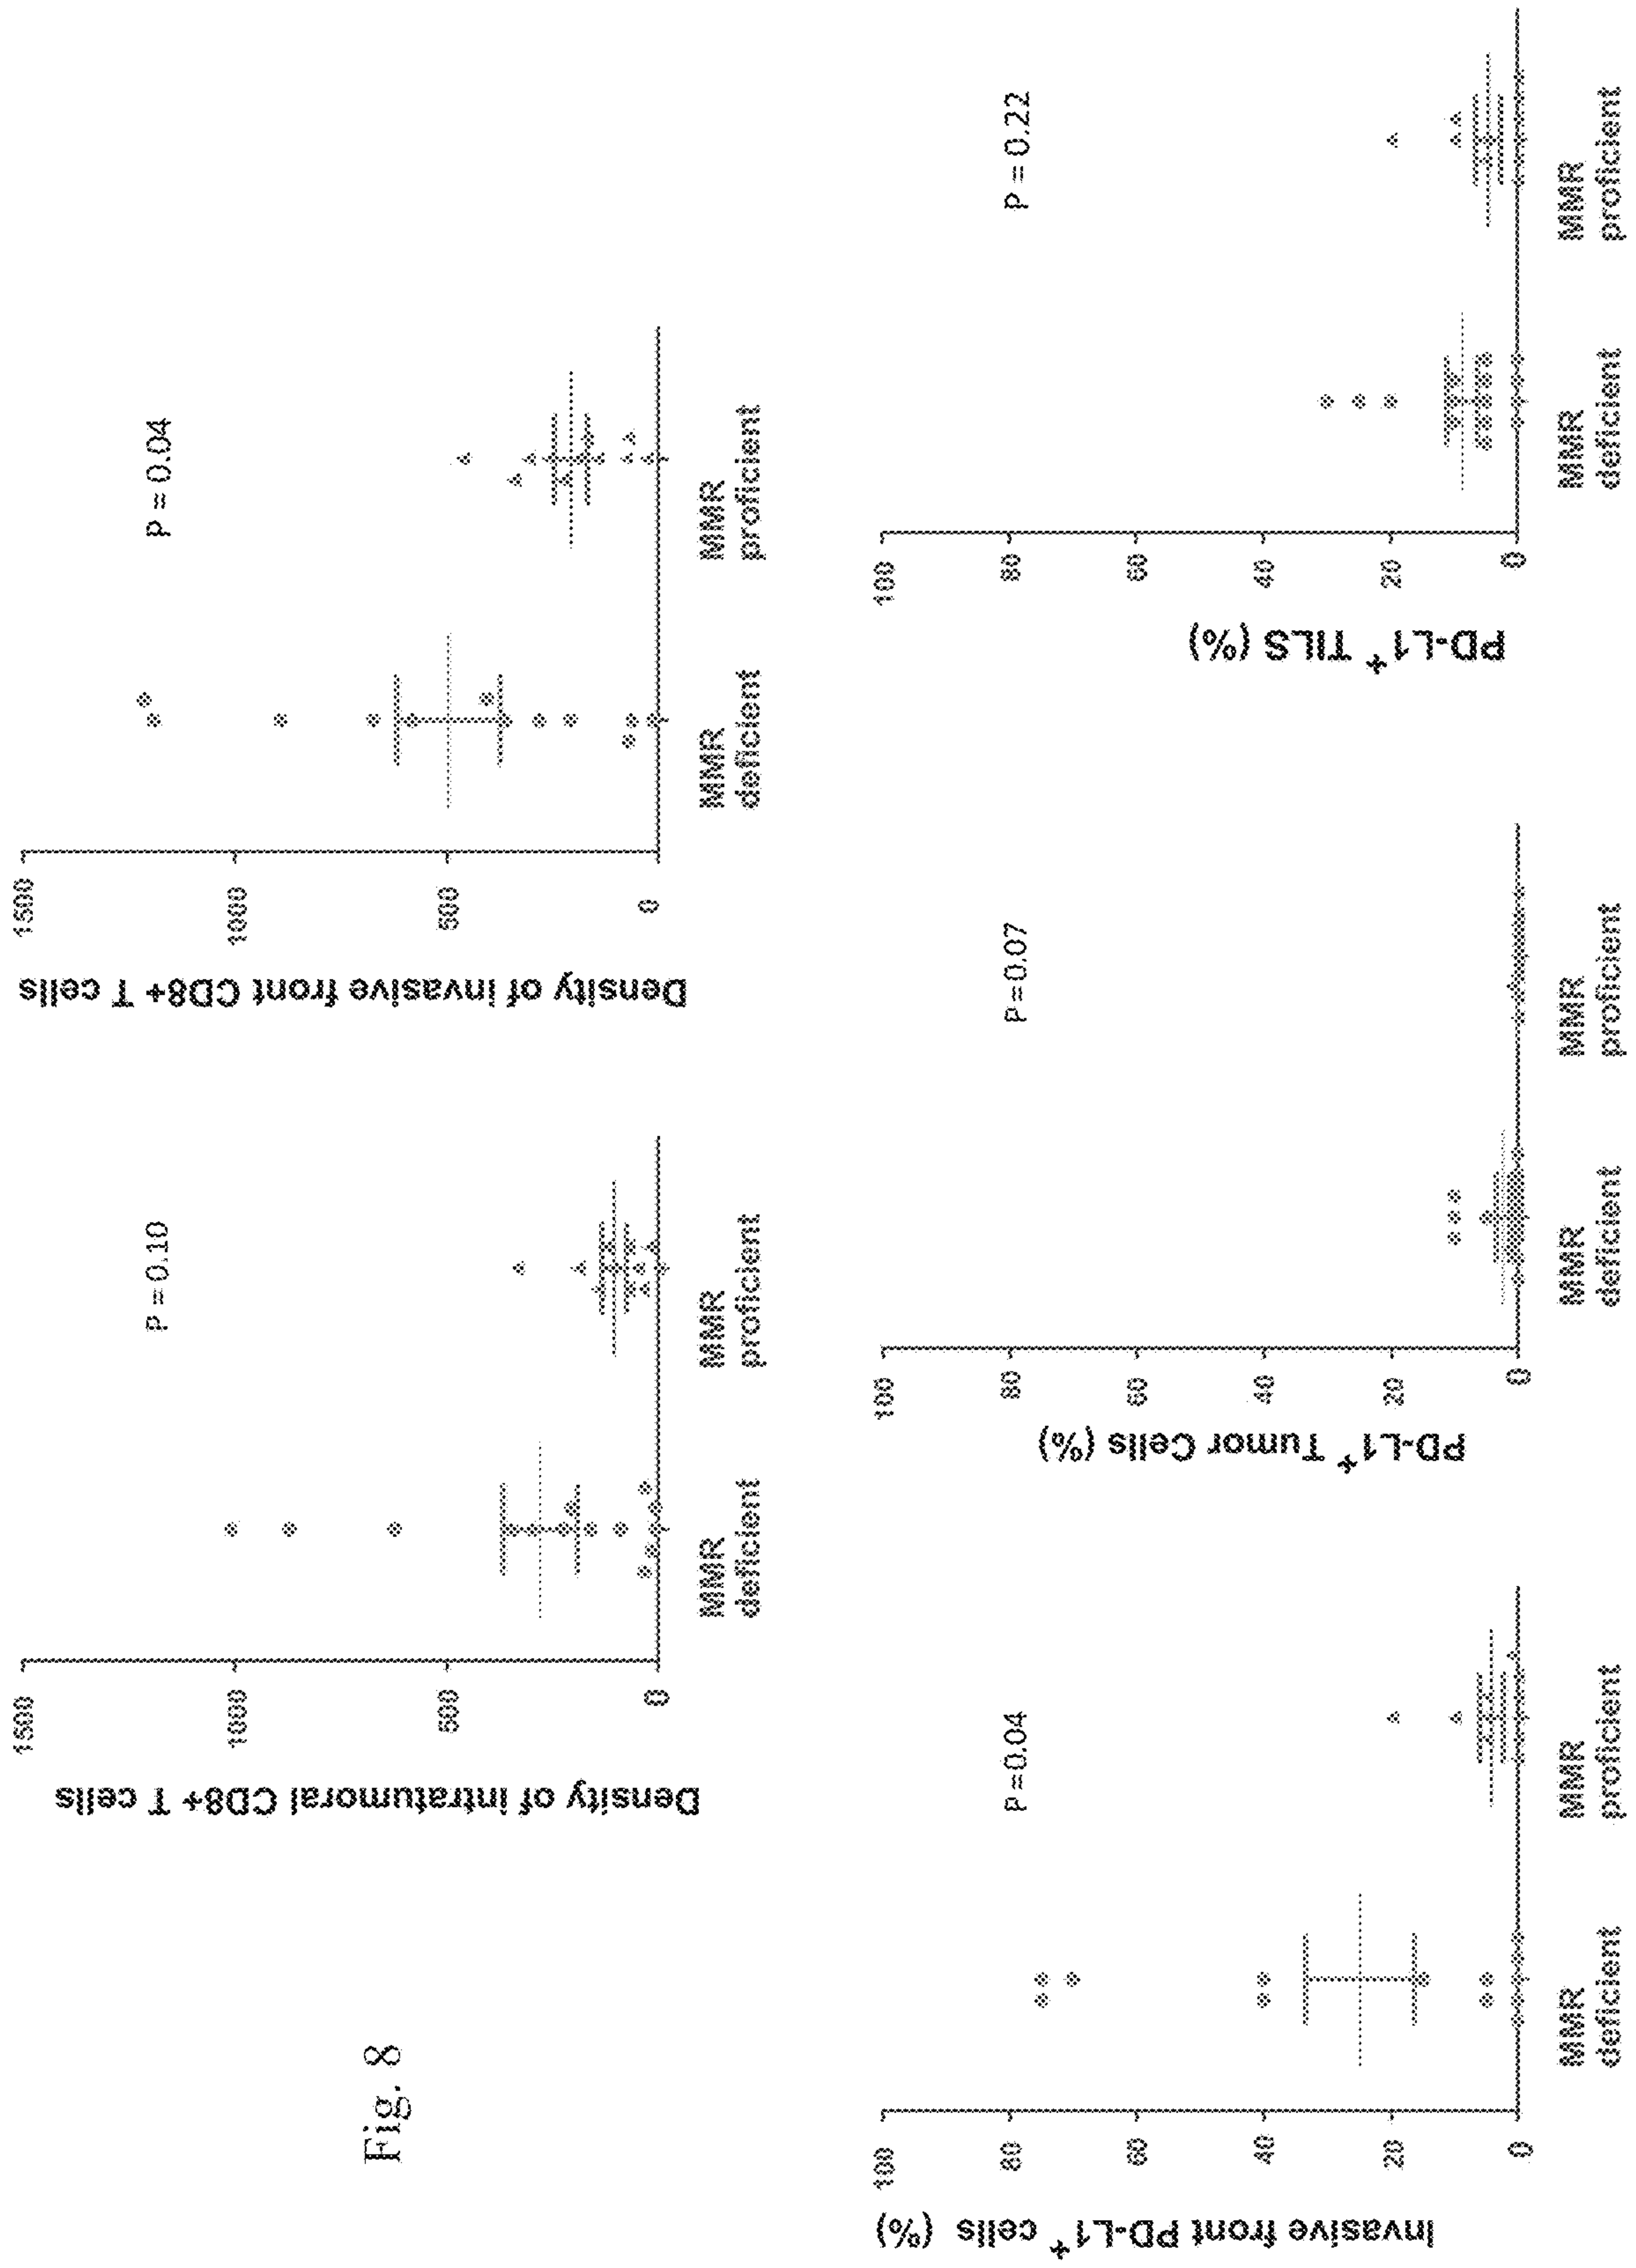 Fig. 8
Density of intratumoral CD8+ T cells
1500
1000
500
0
P = 0.10
MMR
deficient
MMR
proficient
Density of invasive front CD8+ T cells
1500
1000
500
0
P = 0.04
MMR
deficient
MMR
proficient
Invasive front PD-L1+ cells (%)
100
80
60
40
20
0
P=0.04
MMR
deficient
MMR
proficient
PD-L1+ Tumor Cells (%)
100
80
60
40
20
0
P=0.07
MMR
deficient
MMR
proficient
PD-L1+ TILS (%)
100
80
60
40
20
0
P = 0.22
MMR
deficient
MMR
proficient